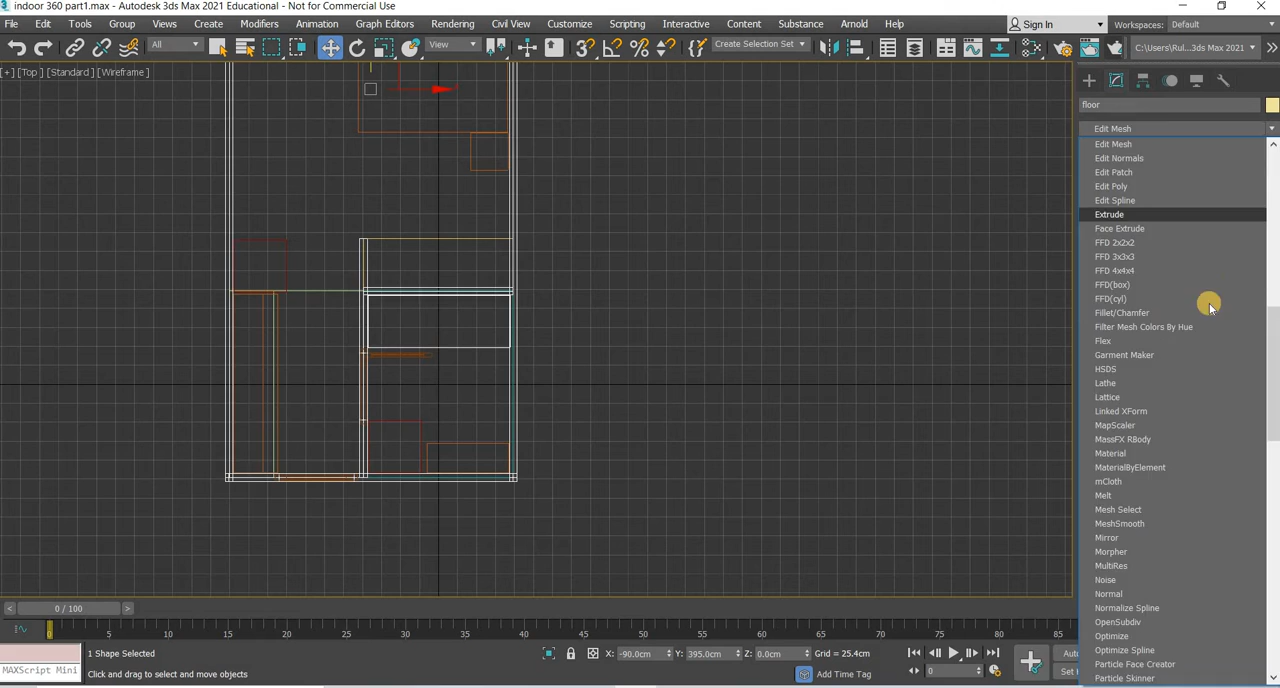 indoor 360 part1.max - Autodesk 3ds Max 2021 Educational - Not for Commercial Use
File Edit Tools Group Views Create Modifiers Animation Graph Editors Rendering Civil View Customize Scripting Interactive Content Substance Arnold Help
Sign In
Workspaces: Default
All
View
Create Selection Set
C:\Users\Rul...3ds Max 2021
[+] [Top ] [Standard ] [Wireframe ]
floor
Edit Mesh
Edit Mesh
Edit Normals
Edit Patch
Edit Poly
Edit Spline
Extrude
Face Extrude
FFD 2x2x2
FFD 3x3x3
FFD 4x4x4
FFD(box)
FFD(cyl)
Fillet/Chamfer
Filter Mesh Colors By Hue
Flex
Garment Maker
HSDS
Lathe
Lattice
Linked XForm
MapScaler
MassFX RBody
Material
MaterialByElement
mCloth
Melt
Mesh Select
MeshSmooth
Mirror
Morpher
MultiRes
Noise
Normal
Normalize Spline
OpenSubdiv
Optimize
Optimize Spline
Particle Face Creator
Particle Skinner
< 0 / 100 >
0 5 10 15 20 25 30 35 40 45 50 55 60 65 70 75 80 85
1 Shape Selected
X: -90.0cm Y: 395.0cm Z: 0.0cm Grid = 25.4cm
Auto
MAXScript Mini
Click and drag to select and move objects
Add Time Tag
0
Set